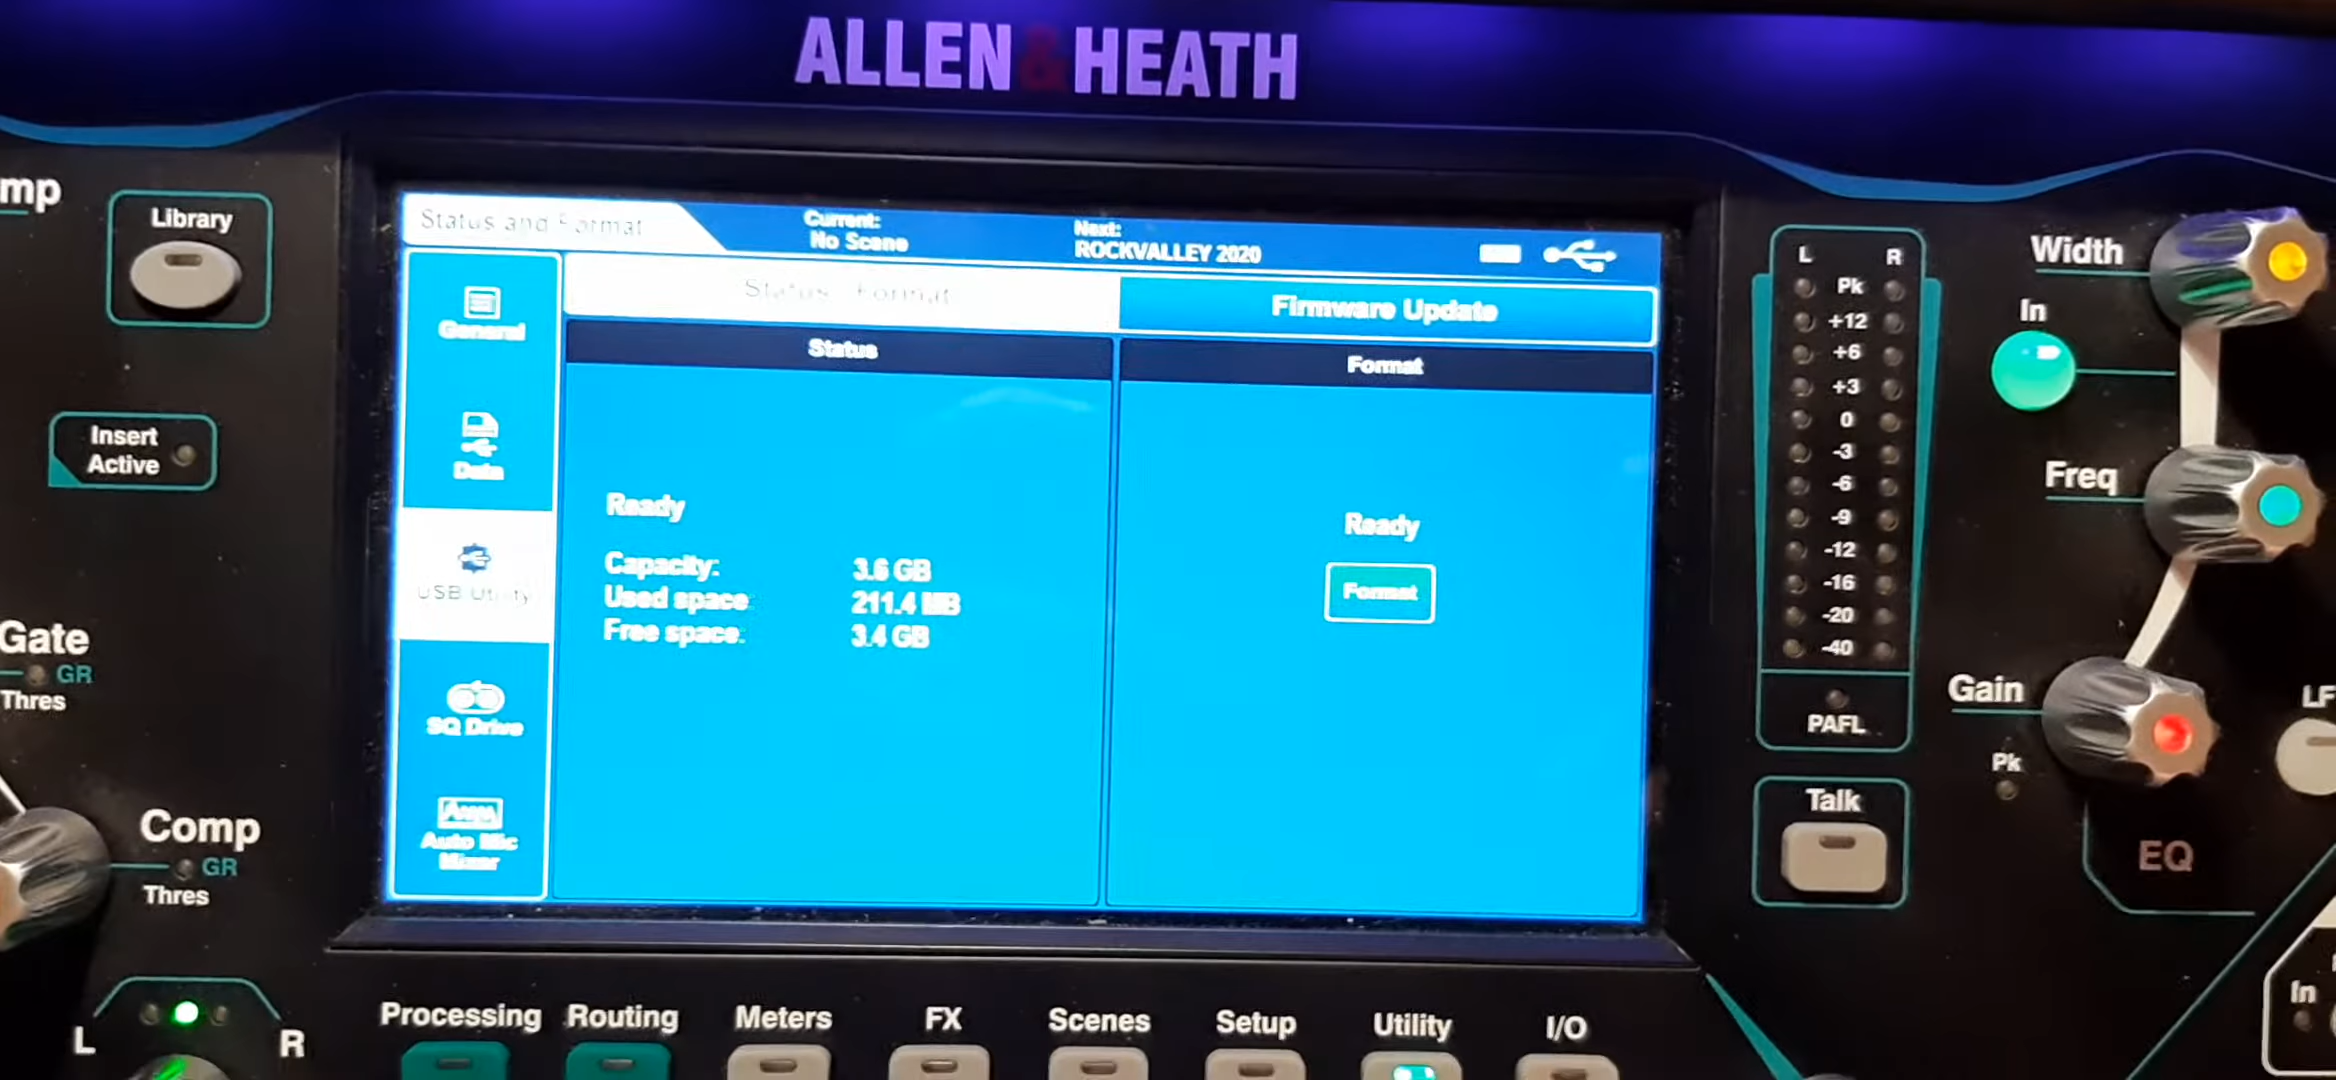 ALLEN & HEATH
mp
Library
Insert
Active
Gate
GR
Thres
Comp
GR
Thres
L
R
Status and Format
Current:
No Scene
Next:
ROCKVALLEY 2020
General
Data
USB Utility
SQ Drive
Auto Mic
Mixer
Status / Format
Firmware Update
Status
Format
Ready
Capacity: 3.6 GB
Used space: 211.4 MB
Free space: 3.4 GB
Ready
Format
L R
Pk
+12
+6
+3
0
-3
-6
-9
-12
-16
-20
-40
PAFL
Talk
Width
In
Freq
Gain
Pk
LF
EQ
In
Processing
Routing
Meters
FX
Scenes
Setup
Utility
I/O